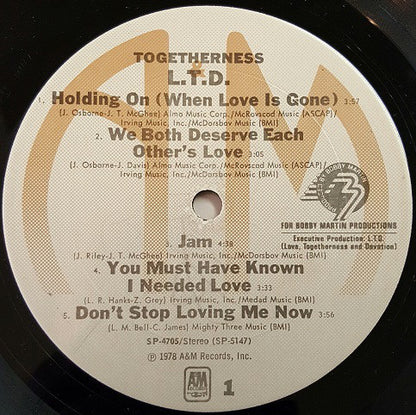 TOGETHERNESS
L.T.D.
1. Holding On (When Love Is Gone) 3:57
(J. Osborne-J. T. McGhee) Almo Music Corp./McRovscod Music (ASCAP)/
Irving Music, Inc./McDorsbov Music (BMI)
2. We Both Deserve Each
Other's Love 3:05
(J. Osborne-J. Davis) Almo Music Corp./McRovscod Music (ASCAP)/
Irving Music, Inc./McDorsbov Music (BMI)
FOR BOBBY MARTIN PRODUCTIONS
Executive Production: L.T.D.
(Love, Togetherness and Devotion)
3. Jam 4:38
(J. Riley-J. T. McGhee) Irving Music, Inc./McDorsbov Music (BMI)
4. You Must Have Known
I Needed Love 3:33
(L. R. Hanks-Z. Grey) Irving Music, Inc./Medad Music (BMI)
5. Don't Stop Loving Me Now 3:56
(L. M. Bell-C. James) Mighty Three Music (BMI)
SP-4705/Stereo (SP-5147)
℗ 1978 A&M Records, Inc.
A&M
RECORDS
1